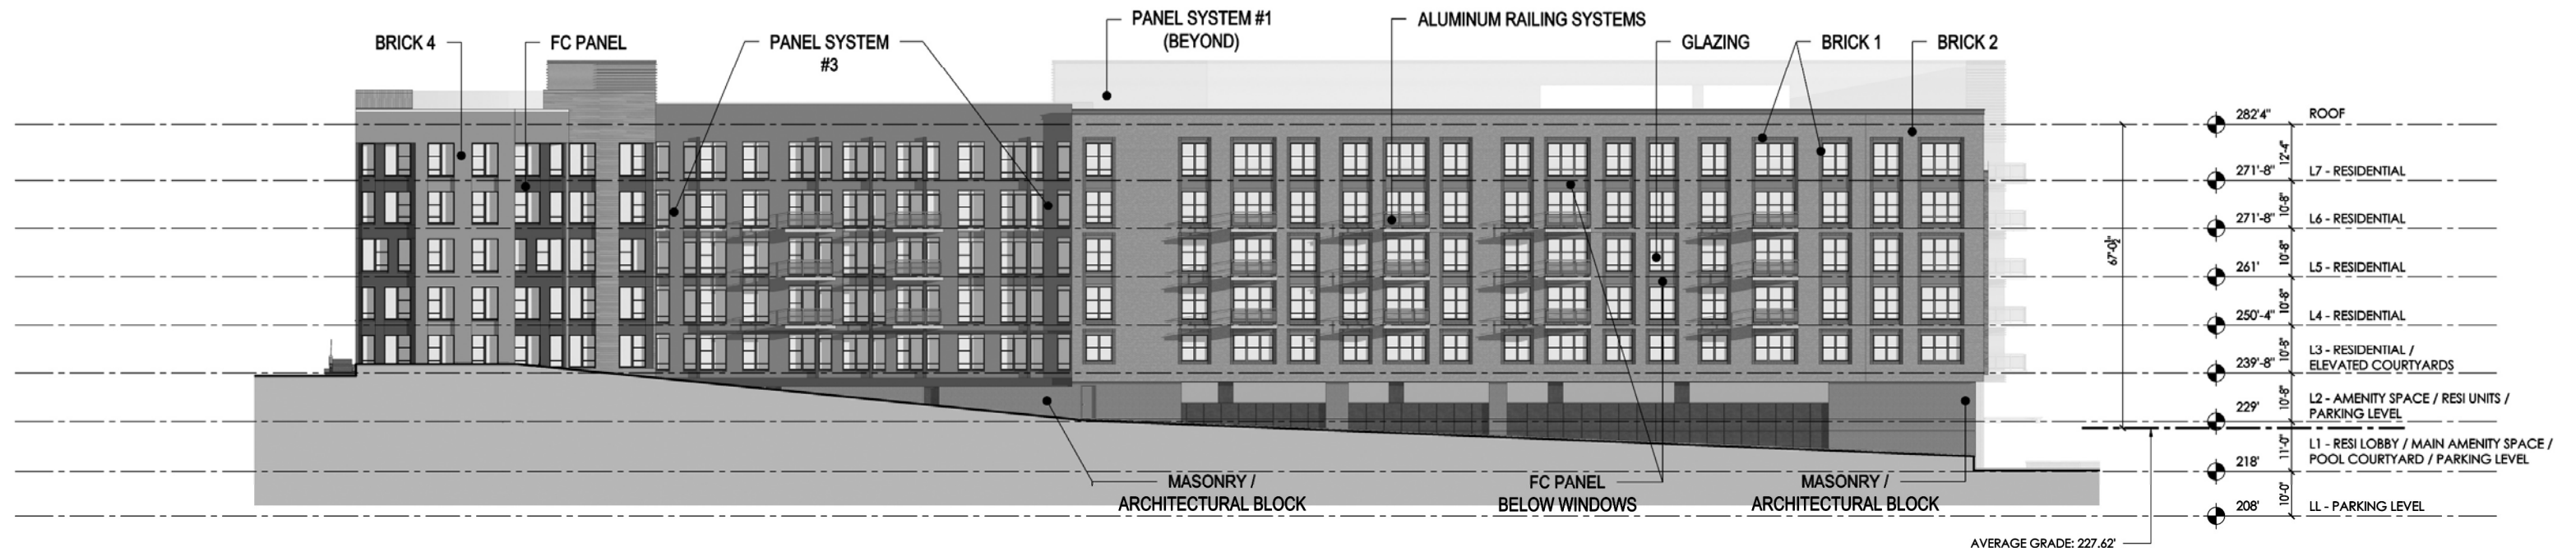 PANEL SYSTEM #1
(BEYOND)
ALUMINUM RAILING SYSTEMS
BRICK 4
FC PANEL
PANEL SYSTEM
#3
GLAZING
BRICK 1
BRICK 2
282'4"
ROOF
12'-4"
271'-8"
L7 - RESIDENTIAL
10'-8"
271'-8"
L6 - RESIDENTIAL
67'-0½"
10'-8"
261'
L5 - RESIDENTIAL
10'-8"
250'-4"
L4 - RESIDENTIAL
10'-8"
239'-8"
L3 - RESIDENTIAL /
ELEVATED COURTYARDS
10'-8"
229'
L2 - AMENITY SPACE / RESI UNITS /
PARKING LEVEL
11'-0"
218'
L1 - RESI LOBBY / MAIN AMENITY SPACE /
POOL COURTYARD / PARKING LEVEL
10'-0"
208'
LL - PARKING LEVEL
MASONRY /
ARCHITECTURAL BLOCK
FC PANEL
BELOW WINDOWS
MASONRY /
ARCHITECTURAL BLOCK
AVERAGE GRADE: 227.62'